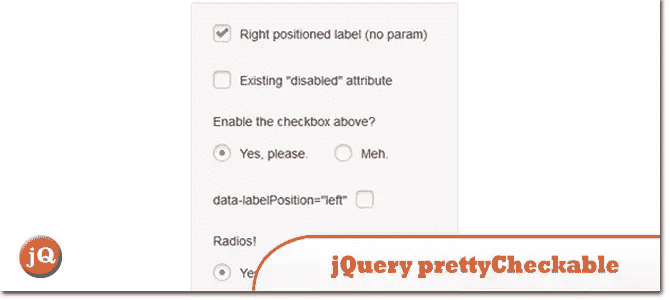 Right positioned label (no param)
Existing "disabled" attribute
Enable the checkbox above?
Yes, please. Meh.
data-labelPosition="left"
Radios!
Ye
jQ
jQuery prettyCheckable